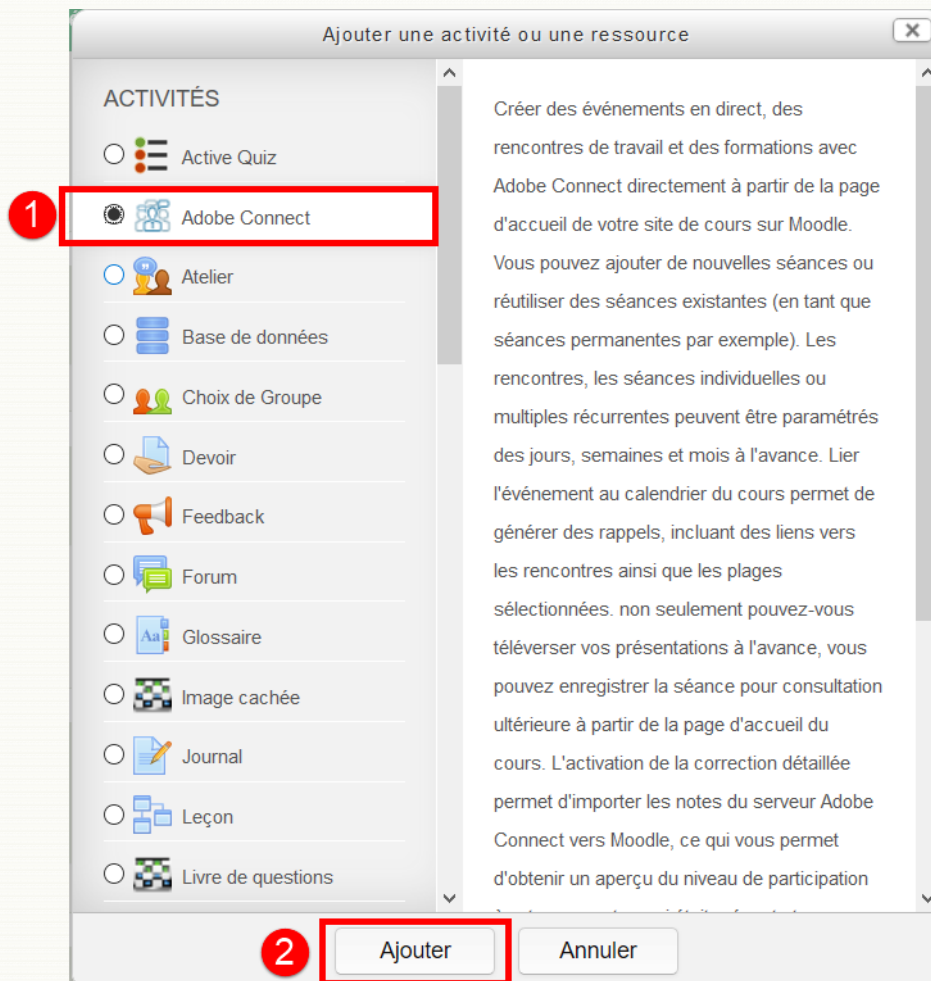 Ajouter une activité ou une ressource
ACTIVITÉS
Active Quiz
1
Adobe Connect
Atelier
Base de données
Choix de Groupe
Devoir
Feedback
Forum
Aa
Glossaire
Image cachée
Journal
Leçon
Livre de questions
Créer des événements en direct, des
rencontres de travail et des formations avec
Adobe Connect directement à partir de la page
d'accueil de votre site de cours sur Moodle.
Vous pouvez ajouter de nouvelles séances ou
réutiliser des séances existantes (en tant que
séances permanentes par exemple). Les
rencontres, les séances individuelles ou
multiples récurrentes peuvent être paramétrés
des jours, semaines et mois à l'avance. Lier
l'événement au calendrier du cours permet de
générer des rappels, incluant des liens vers
les rencontres ainsi que les plages
sélectionnées. non seulement pouvez-vous
téléverser vos présentations à l'avance, vous
pouvez enregistrer la séance pour consultation
ultérieure à partir de la page d'accueil du
cours. L'activation de la correction détaillée
permet d'importer les notes du serveur Adobe
Connect vers Moodle, ce qui vous permet
d'obtenir un aperçu du niveau de participation
2
Ajouter
Annuler